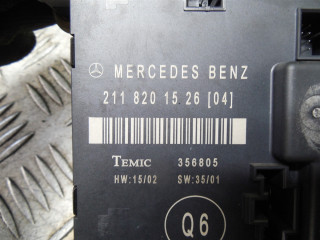 MERCEDES BENZ
211 820 15 26 [04]
TEMIC 356805
HW:15/02 SW:35/01
Q6